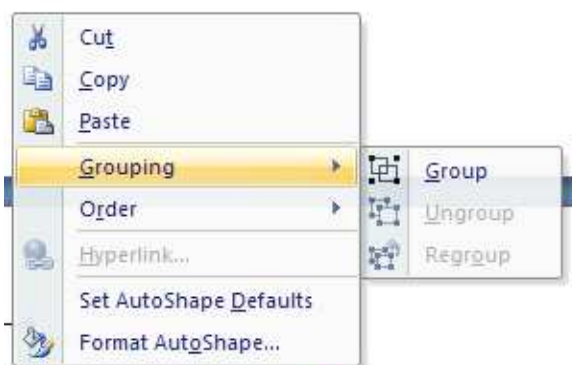 Cut
Copy
Paste
Grouping
Order
Hyperlink...
Set AutoShape Defaults
Format AutoShape...
Group
Ungroup
Regroup